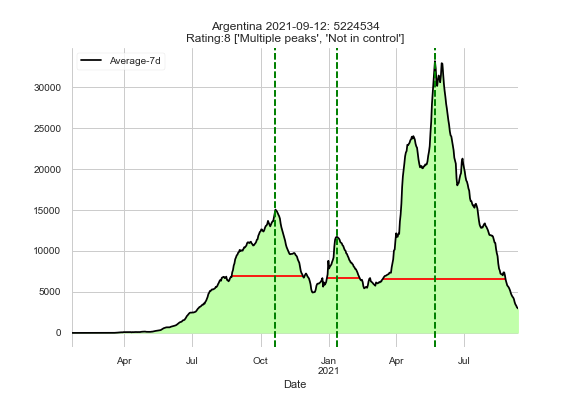 Argentina 2021-09-12: 5224534
Rating:8 ['Multiple peaks', 'Not in control']
Average-7d
30000
25000
20000
15000
10000
5000
0
Apr Jul Oct Jan Apr Jul
2021
Date